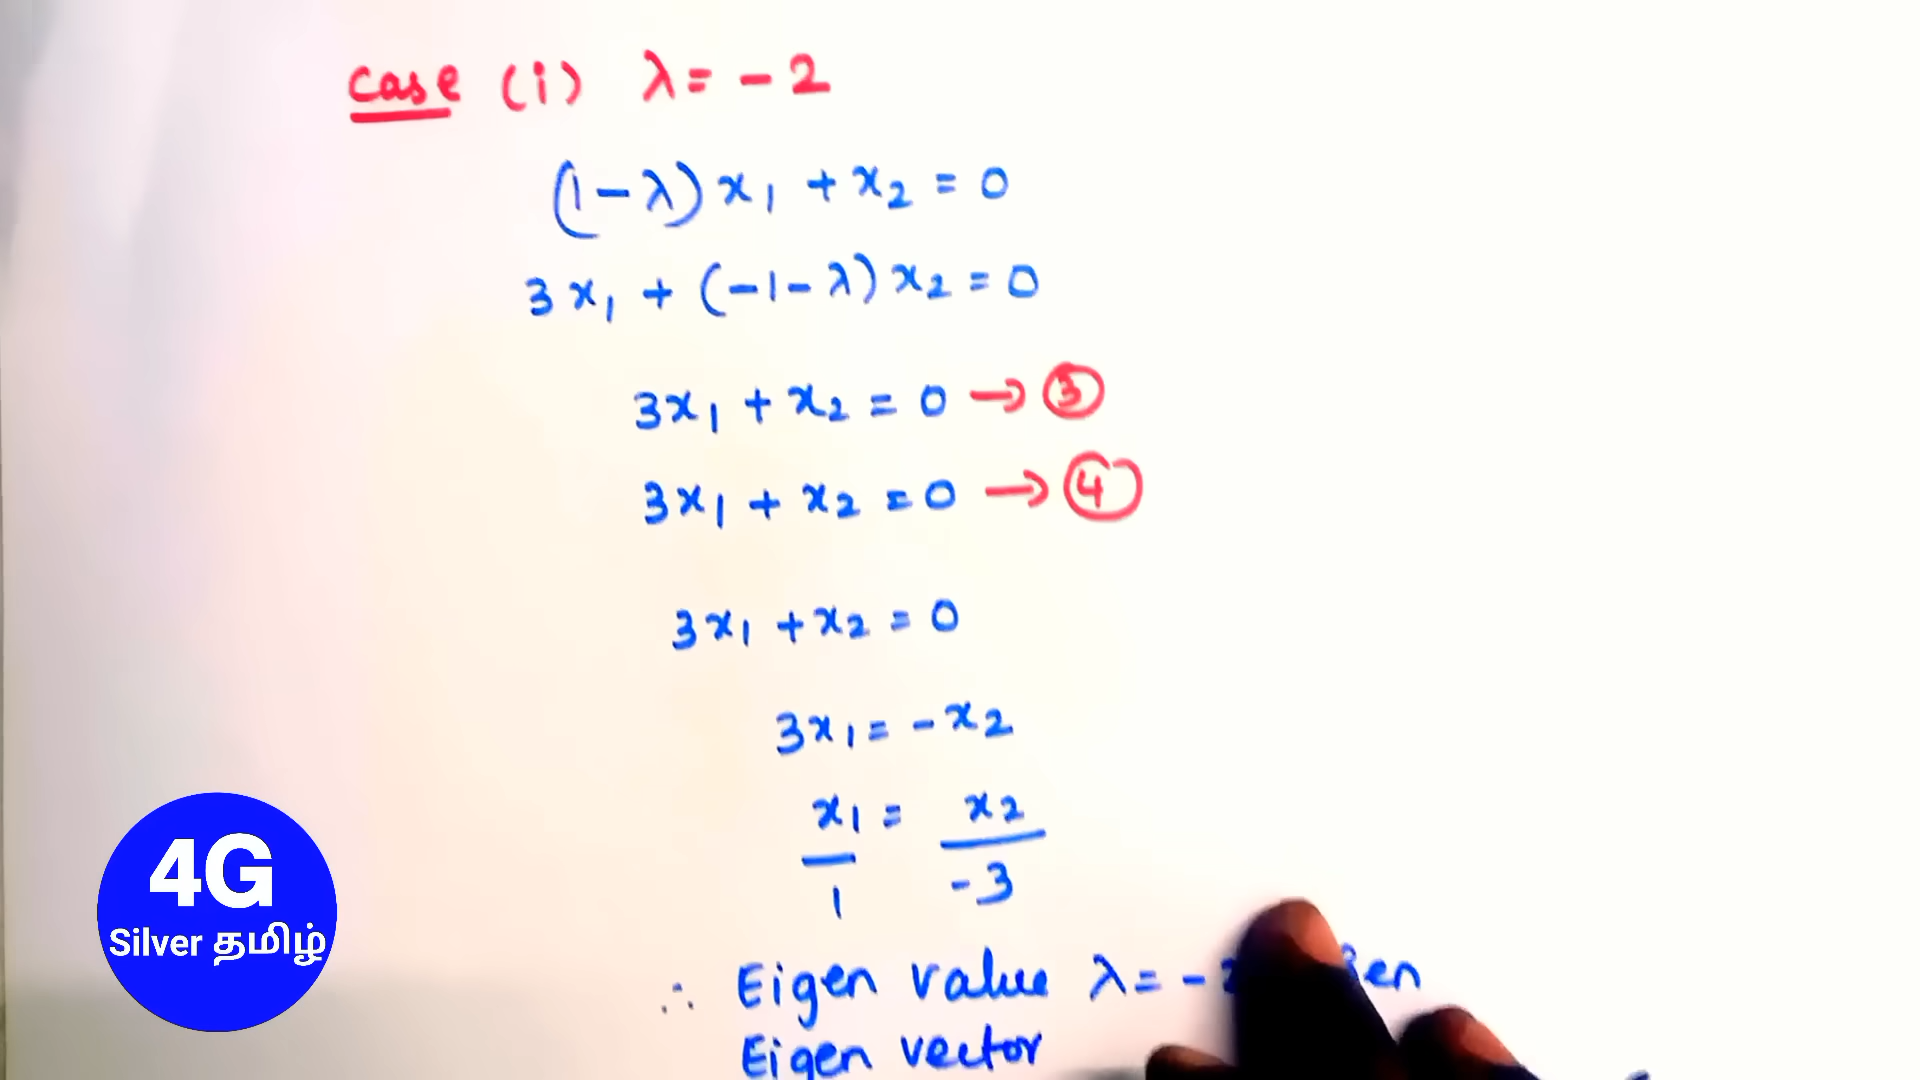 Case (i) λ = -2
(1-λ)x₁ + x₂ = 0
3x₁ + (-1-λ)x₂ = 0
3x₁ + x₂ = 0 → ③
3x₁ + x₂ = 0 → ④
3x₁ + x₂ = 0
3x₁ = -x₂
x₁/1 = x₂/-3
∴ Eigen value λ = -
Eigen vector
4G
Silver தமிழ்